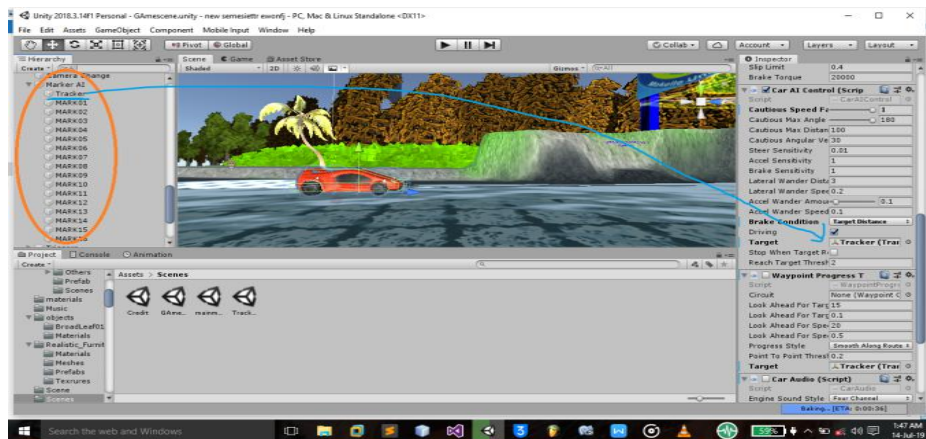 Unity 2018.3.14f1 Personal - GAmescene.unity - new semesiettr ewonfj - PC, Mac & Linux Standalone <DX11>
File Edit Assets GameObject Component Mobile Input Window Help
Pivot Global Collab Account Layers Layout
Hierarchy Scene Game Asset Store Inspector
Create Shaded 2D Gizmos All
Camera Change
Marker AI
Tracker
MARK01
MARK02
MARK03
MARK04
MARK05
MARK06
MARK07
MARK08
MARK09
MARK10
MARK11
MARK12
MARK13
MARK14
MARK15
Slip Limit 0.4
Brake Torque 20000
Car AI Control (Scrip
Script CarAIControl
Cautious Speed Fa 1
Cautious Max Angle 180
Cautious Max Distan 100
Cautious Angular Ve 30
Steer Sensitivity 0.01
Accel Sensitivity 1
Brake Sensitivity 1
Lateral Wander Dista 3
Lateral Wander Spee 0.2
Accel Wander Amou 0.1
Accel Wander Speed 0.1
Brake Condition Target Distance
Driving
Target Tracker (Tra
Stop When Target R
Reach Target Thresh 2
Waypoint Progress T
Script WaypointProgre
Circuit None (Waypoint C
Look Ahead For Targ 15
Look Ahead For Targ 0.1
Look Ahead For Spe 20
Look Ahead For Spe 0.5
Progress Style Smooth Along Route
Point To Point Thres 0.2
Target Tracker (Tra
Car Audio (Script)
Script CarAudio
Engine Sound Style Four Channel
Baking... [ETA: 0:00:36]
Project Console Animation
Create
Others
Prefab
Scenes
materials
Music
objects
BroadLeaf01
Materials
Realistic_Furnit
Materials
Meshes
Prefabs
Texrures
Scene
Scenes
Assets > Scenes
Credit GAme... mainm... Track...
Search the web and Windows
59%
1:47 AM
14-Jul-19